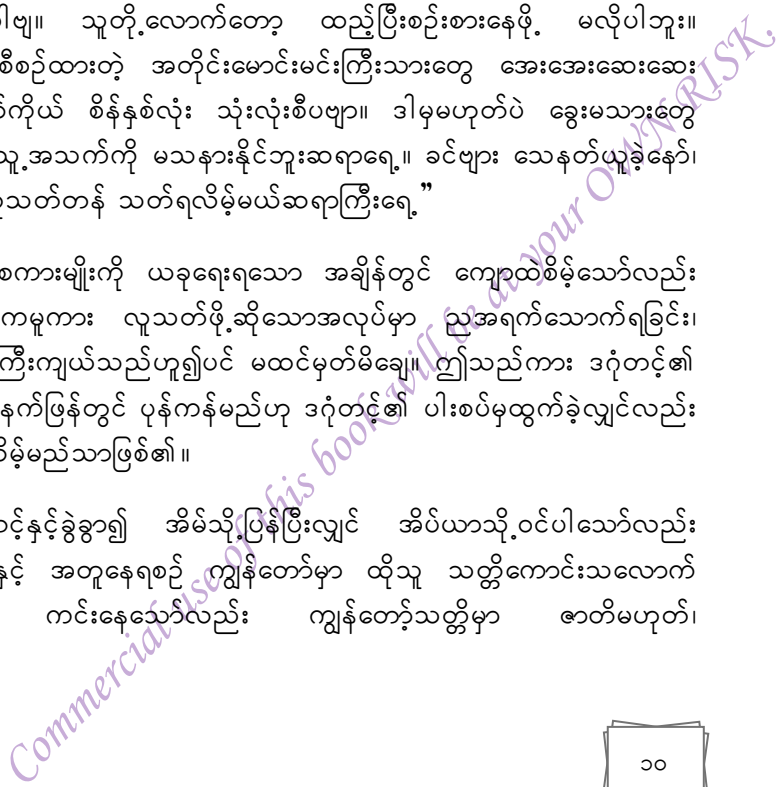 ါဗျ။ သူတို့လောက်တော့ ထည့်ပြီးစဉ်းစားနေဖို့ မလိုပါဘူး။
စီစဉ်ထားတဲ့ အတိုင်းမောင်းမင်းကြီးသားတွေ အေးအေးဆေးဆေး
ကိုယ် စိန်နှစ်လုံး သုံးလုံးစီပဗျာ။ ဒါမှမဟုတ်ပဲ ခွေးမသားတွေ
သူ့အသက်ကို မသနားနိုင်ဘူးဆရာရေ့။ ခင်ဗျား သေနတ်ယူခဲ့နော်၊
သတ်တန် သတ်ရလိမ့်မယ်ဆရာကြီးရေ့”
စကားမျိုးကို ယခုရေးရသော အချိန်တွင် ကျောထဲစိမ့်သော်လည်း
ကမူကား လူသတ်ဖို့ဆိုသောအလုပ်မှာ ညအရက်သောက်ရခြင်း၊
ကြီးကျယ်သည်ဟူ၍ပင် မထင်မှတ်မိချေ။ ဤသည်ကား ဒဂုံတင့်၏
နက်ဖြန်တွင် ပုန်ကန်မည်ဟု ဒဂုံတင့်၏ ပါးစပ်မှထွက်ခဲ့လျှင်လည်း
လိမ့်မည်သာဖြစ်၏။
င့်နှင့်ခွဲခွာ၍ အိမ်သို့ပြန်ပြီးလျှင် အိပ်ယာသို့ဝင်ပါသော်လည်း
နှင့် အတူနေရစဉ် ကျွန်တော်မှာ ထိုသူ သတ္တိကောင်းသလောက်
ကင်းနေသော်လည်း ကျွန်တော့်သတ္တိမှာ ဇာတိမဟုတ်၊
Commercial use of this book will be at your OWN RISK.
၁၀